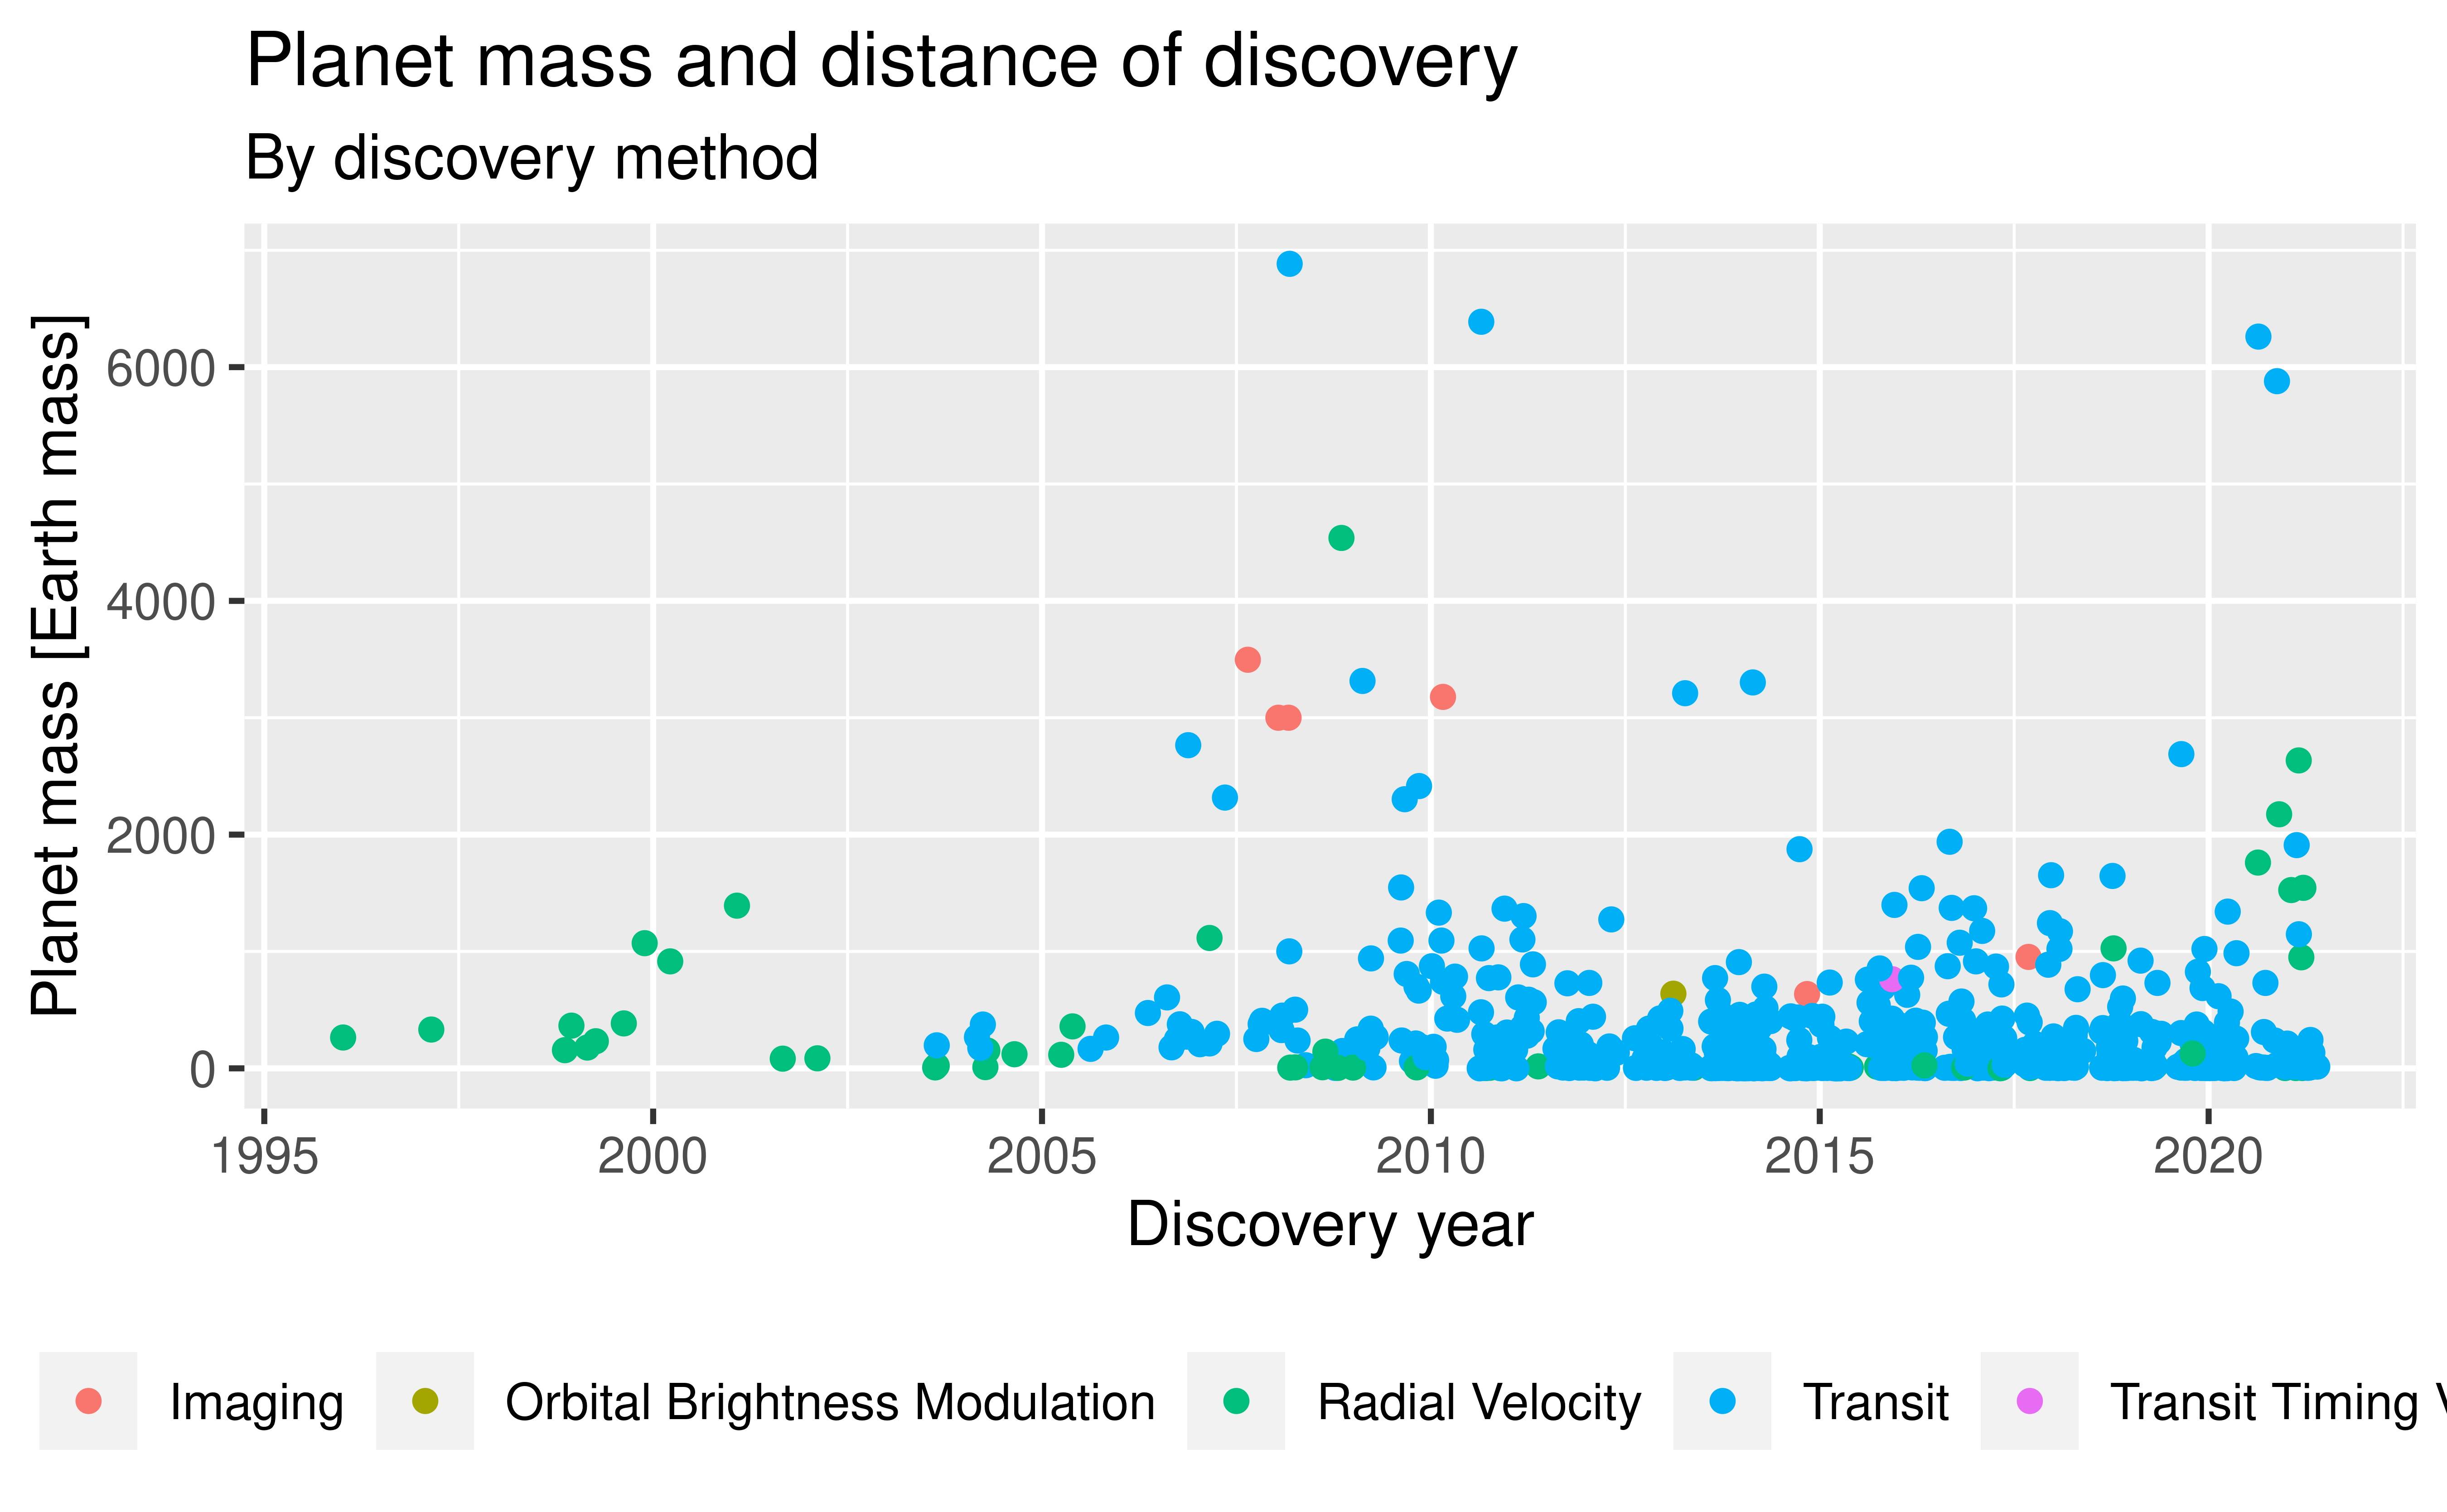 Planet mass and distance of discovery
By discovery method
Planet mass [Earth mass]
6000
4000
2000
0
1995 2000 2005 2010 2015 2020
Discovery year
Imaging Orbital Brightness Modulation Radial Velocity Transit Transit Timing